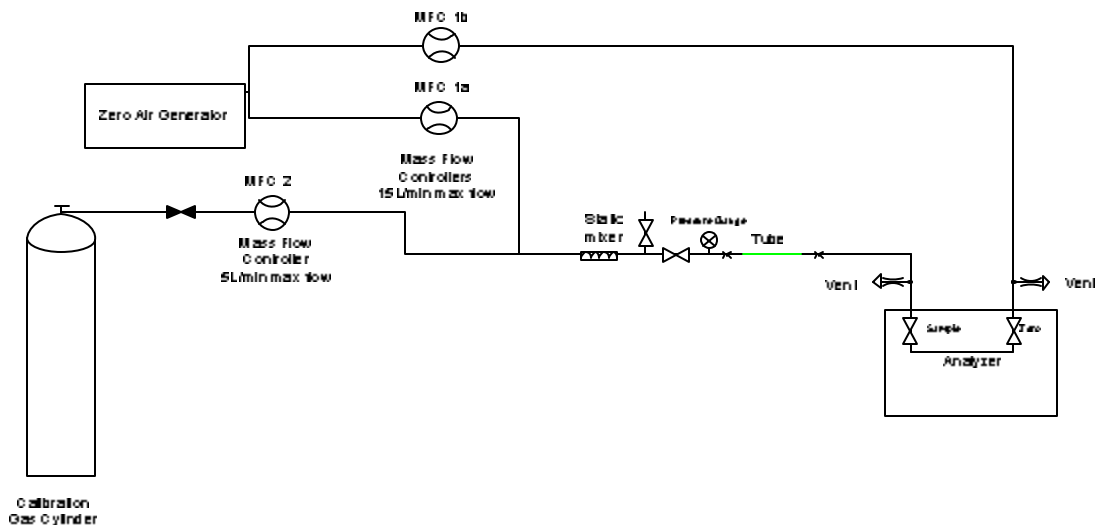 MFC 1b
MFC 1a
Zero Air Generator
Mass Flow
Controllers
15L/min max flow
MFC 2
Mass Flow
Controller
5L/min max flow
Static
mixer
Pressure Gauge
Tube
Vent
Vent
Sample
Zero
Analyzer
Calibration
Gas Cylinder